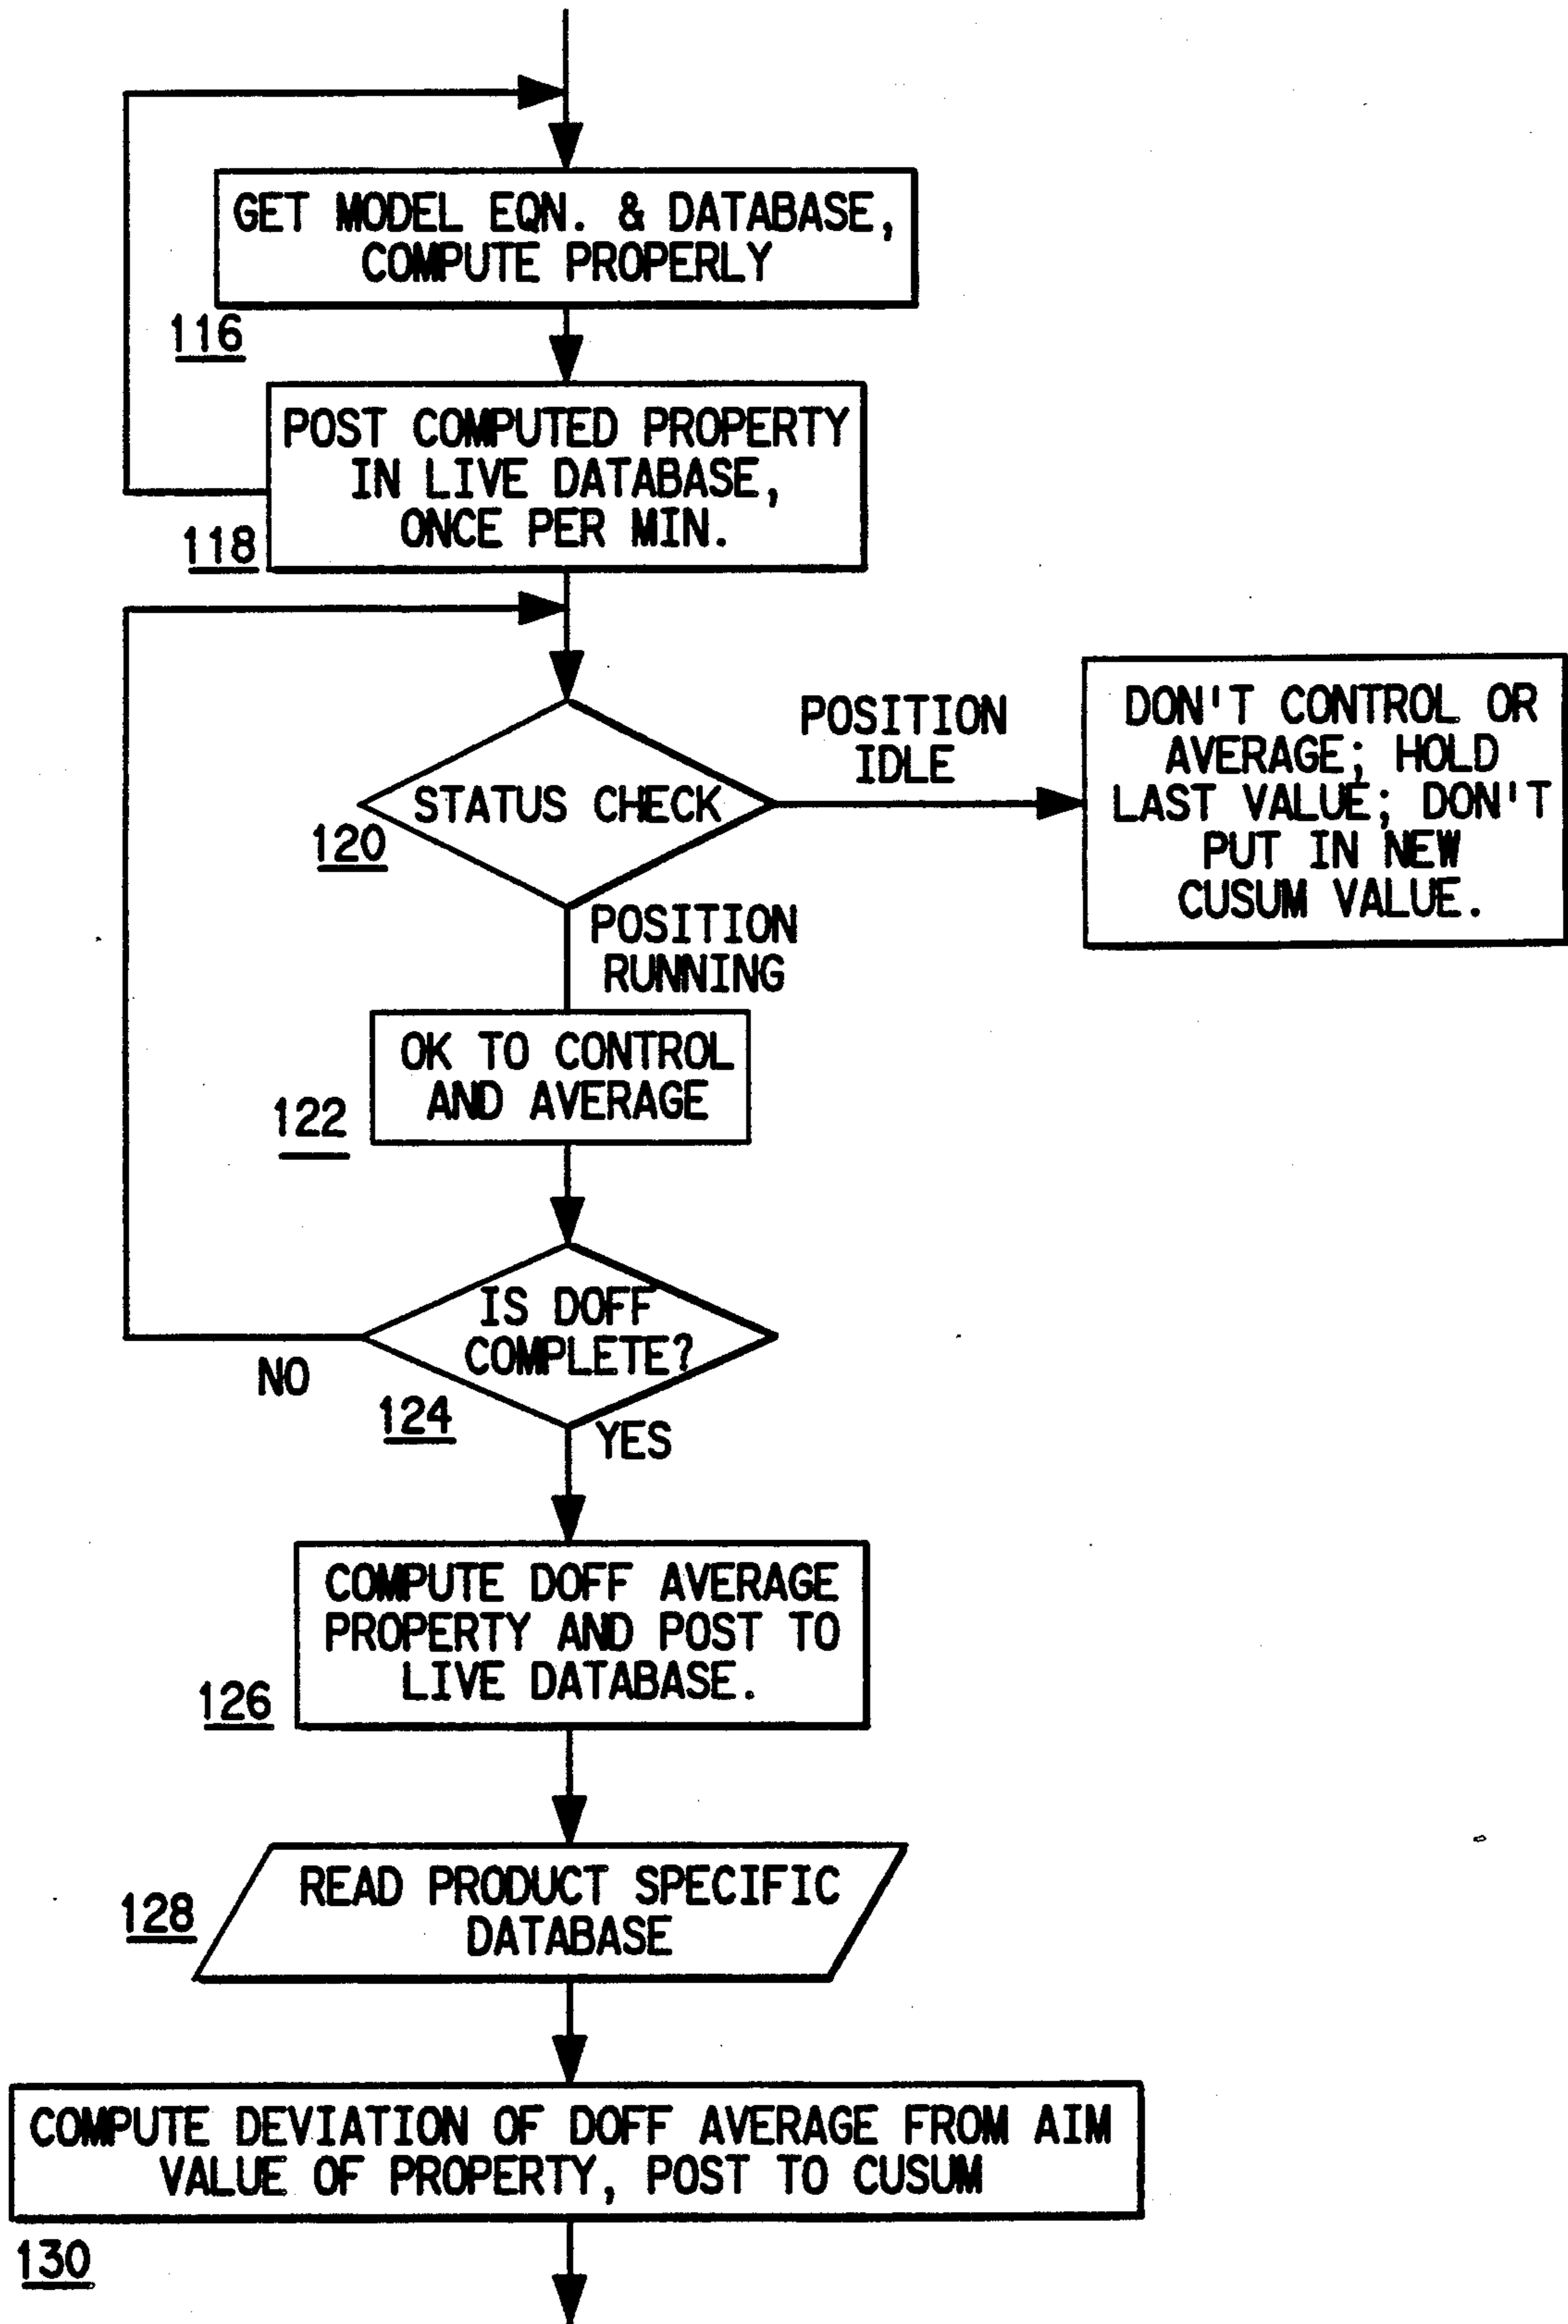 GET MODEL EQN. & DATABASE,
COMPUTE PROPERLY
116
POST COMPUTED PROPERTY
IN LIVE DATABASE,
ONCE PER MIN.
118
STATUS CHECK
120
POSITION
IDLE
DON'T CONTROL OR
AVERAGE; HOLD
LAST VALUE; DON'T
PUT IN NEW
CUSUM VALUE.
POSITION
RUNNING
OK TO CONTROL
AND AVERAGE
122
IS DOFF
COMPLETE?
NO
124
YES
COMPUTE DOFF AVERAGE
PROPERTY AND POST TO
LIVE DATABASE.
126
READ PRODUCT SPECIFIC
DATABASE
128
COMPUTE DEVIATION OF DOFF AVERAGE FROM AIM
VALUE OF PROPERTY, POST TO CUSUM
130